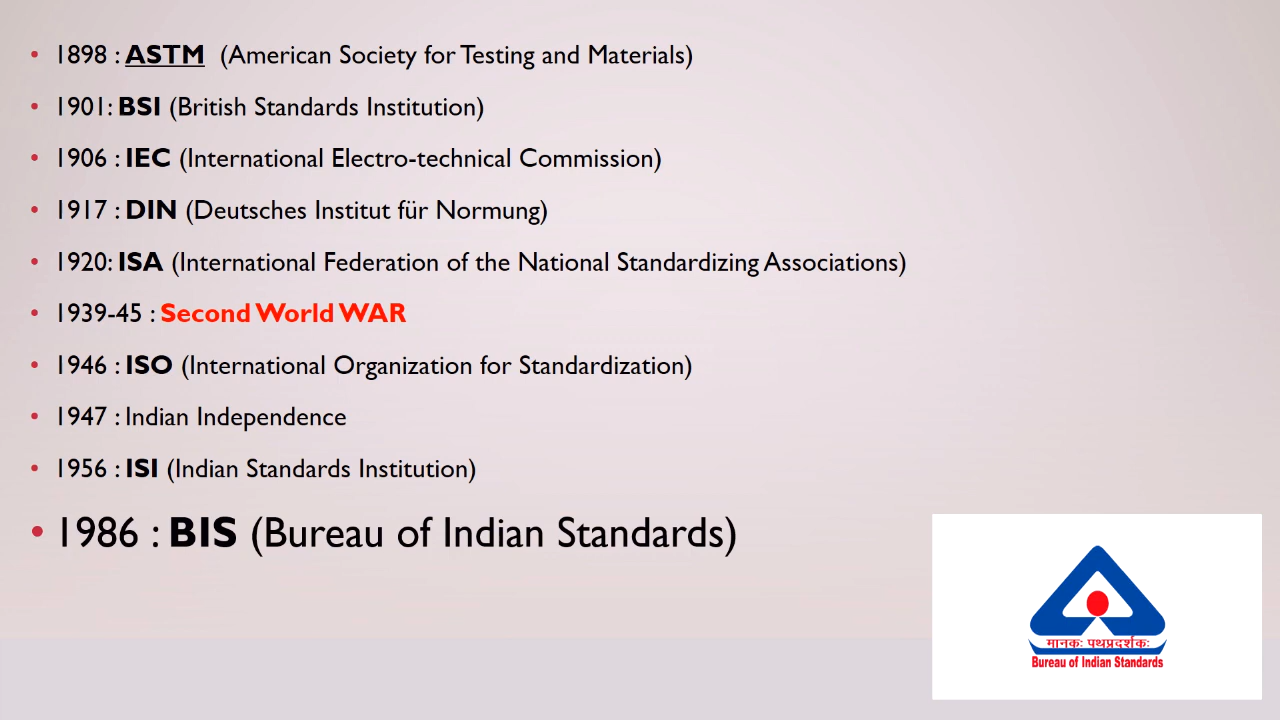 • 1898 : ASTM (American Society for Testing and Materials)
• 1901: BSI (British Standards Institution)
• 1906 : IEC (International Electro-technical Commission)
• 1917 : DIN (Deutsches Institut für Normung)
• 1920: ISA (International Federation of the National Standardizing Associations)
• 1939-45 : Second World WAR
• 1946 : ISO (International Organization for Standardization)
• 1947 : Indian Independence
• 1956 : ISI (Indian Standards Institution)
• 1986 : BIS (Bureau of Indian Standards)
मानकः पथप्रदर्शकः
Bureau of Indian Standards